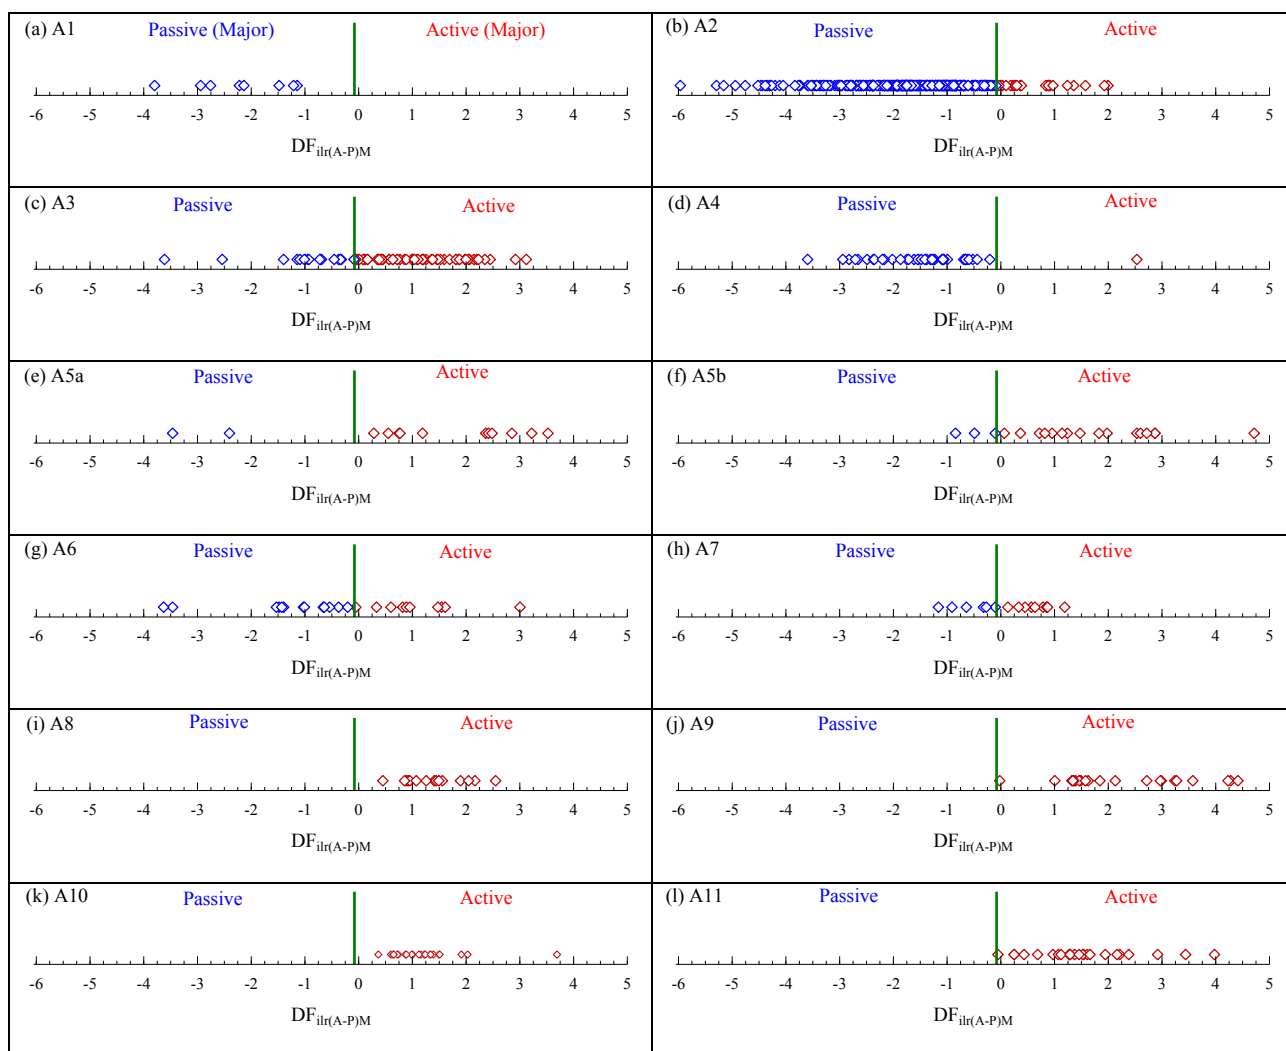 (a) A1 Passive (Major) Active (Major)
-6 -5 -4 -3 -2 -1 0 1 2 3 4 5
DFilr(A-P)M
(b) A2 Passive Active
-6 -5 -4 -3 -2 -1 0 1 2 3 4 5
DFilr(A-P)M
(c) A3 Passive Active
-6 -5 -4 -3 -2 -1 0 1 2 3 4 5
DFilr(A-P)M
(d) A4 Passive Active
-6 -5 -4 -3 -2 -1 0 1 2 3 4 5
DFilr(A-P)M
(e) A5a Passive Active
-6 -5 -4 -3 -2 -1 0 1 2 3 4 5
DFilr(A-P)M
(f) A5b Passive Active
-6 -5 -4 -3 -2 -1 0 1 2 3 4 5
DFilr(A-P)M
(g) A6 Passive Active
-6 -5 -4 -3 -2 -1 0 1 2 3 4 5
DFilr(A-P)M
(h) A7 Passive Active
-6 -5 -4 -3 -2 -1 0 1 2 3 4 5
DFilr(A-P)M
(i) A8 Passive Active
-6 -5 -4 -3 -2 -1 0 1 2 3 4 5
DFilr(A-P)M
(j) A9 Passive Active
-6 -5 -4 -3 -2 -1 0 1 2 3 4 5
DFilr(A-P)M
(k) A10 Passive Active
-6 -5 -4 -3 -2 -1 0 1 2 3 4 5
DFilr(A-P)M
(l) A11 Passive Active
-6 -5 -4 -3 -2 -1 0 1 2 3 4 5
DFilr(A-P)M